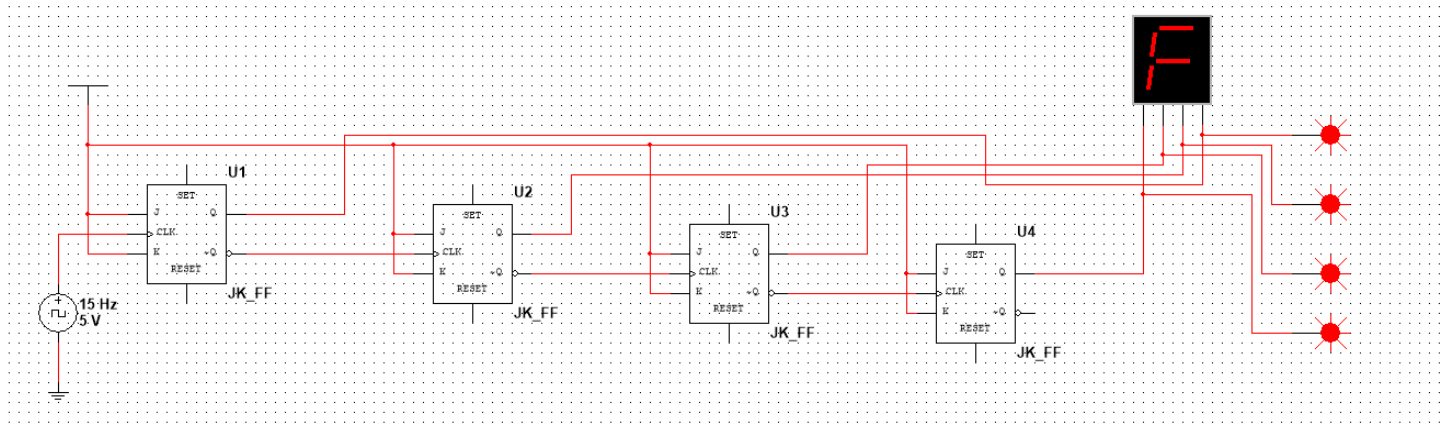 F
U1
SET
J Q
CLK
K ~Q
RESET
JK_FF
U2
SET
J Q
CLK
K ~Q
RESET
JK_FF
U3
SET
J Q
CLK
K ~Q
RESET
JK_FF
U4
SET
J Q
CLK
K ~Q
RESET
JK_FF
15 Hz
5 V